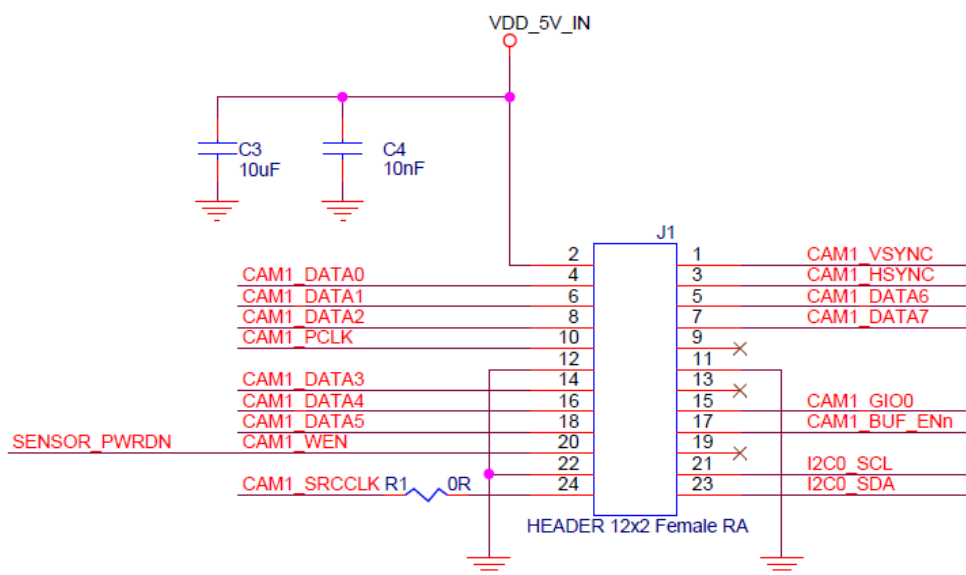 VDD_5V_IN
C3
10uF
C4
10nF
J1
2 1 CAM1_VSYNC
CAM1_DATA0 4 3 CAM1_HSYNC
CAM1_DATA1 6 5 CAM1_DATA6
CAM1_DATA2 8 7 CAM1_DATA7
CAM1_PCLK 10 9
12 11
CAM1_DATA3 14 13
CAM1_DATA4 16 15 CAM1_GIO0
CAM1_DATA5 18 17 CAM1_BUF_ENn
SENSOR_PWRDN CAM1_WEN 20 19
22 21 I2C0_SCL
CAM1_SRCCLK R1 0R 24 23 I2C0_SDA
HEADER 12x2 Female RA